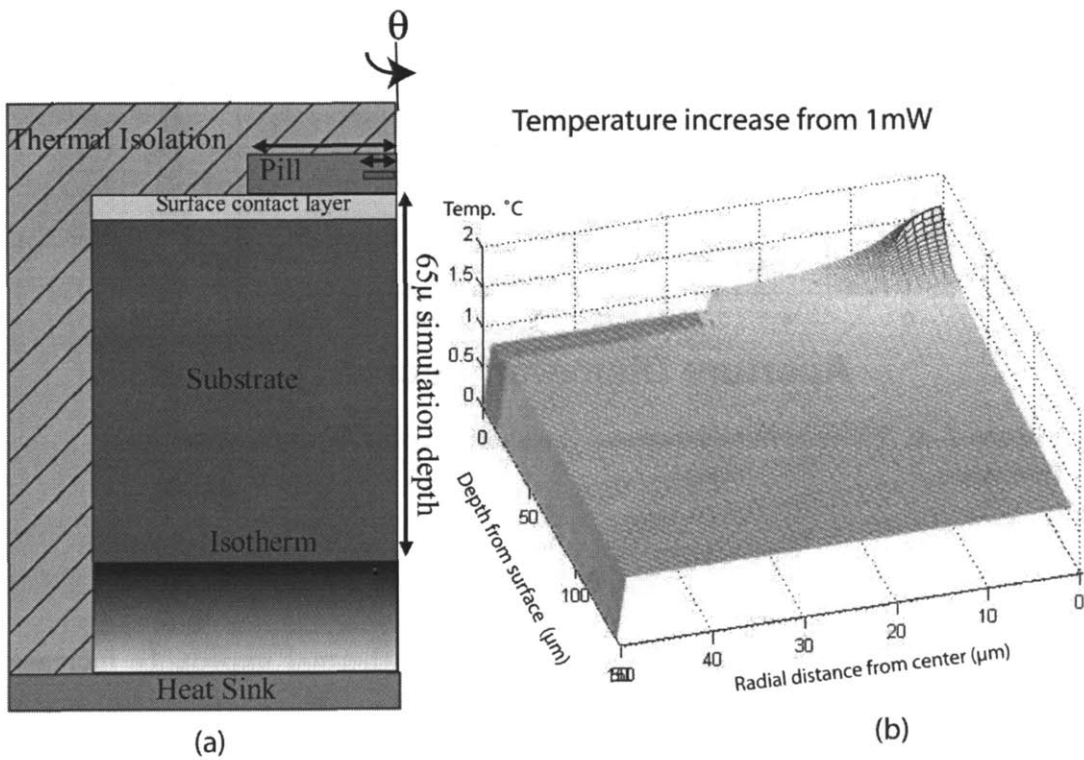 θ
Thermal Isolation
Pill
Surface contact layer
65μ simulation depth
Substrate
Isotherm
Heat Sink
(a)
Temperature increase from 1mW
Temp. ˚C
2
1.5
1
0.5
0
0
50
100
Depth from surface (μm)
40
30
20
10
0
Radial distance from center (μm)
(b)